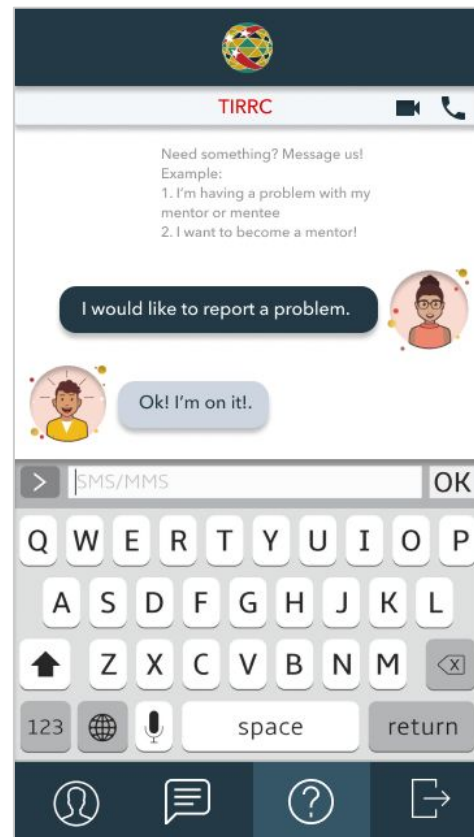 TIRRC
Need something? Message us!
Example:
1. I'm having a problem with my
mentor or mentee
2. I want to become a mentor!
I would like to report a problem.
Ok! I'm on it!.
SMS/MMS
OK
Q W E R T Y U I O P
A S D F G H J K L
Z X C V B N M
123
space
return
?